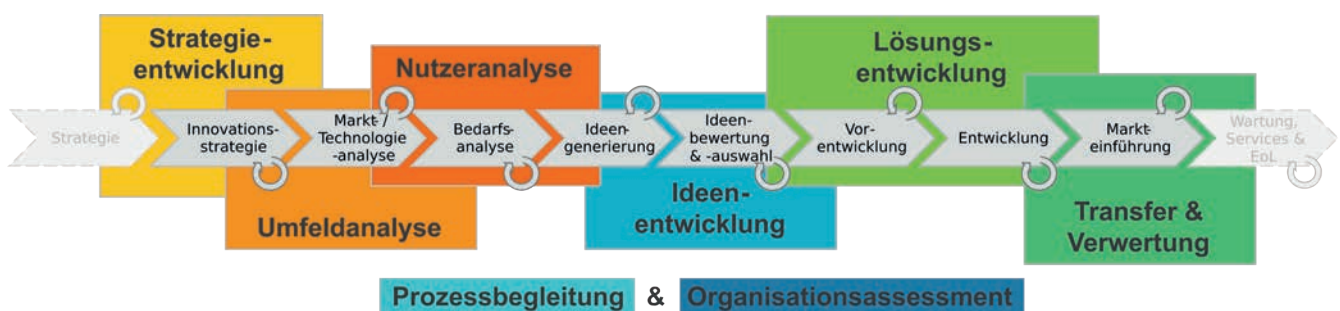 Strategie-
entwicklung
Nutzeranalyse
Lösungs-
entwicklung
Strategie
Innovations-
strategie
Markt-/
Technologie
-analyse
Bedarfs-
analyse
Ideen-
generierung
Ideen-
bewertung
& -auswahl
Vor-
entwicklung
Entwicklung
Markt-
einführung
Wartung,
Services &
EoL
Umfeldanalyse
Ideen-
entwicklung
Transfer &
Verwertung
Prozessbegleitung & Organisationsassessment